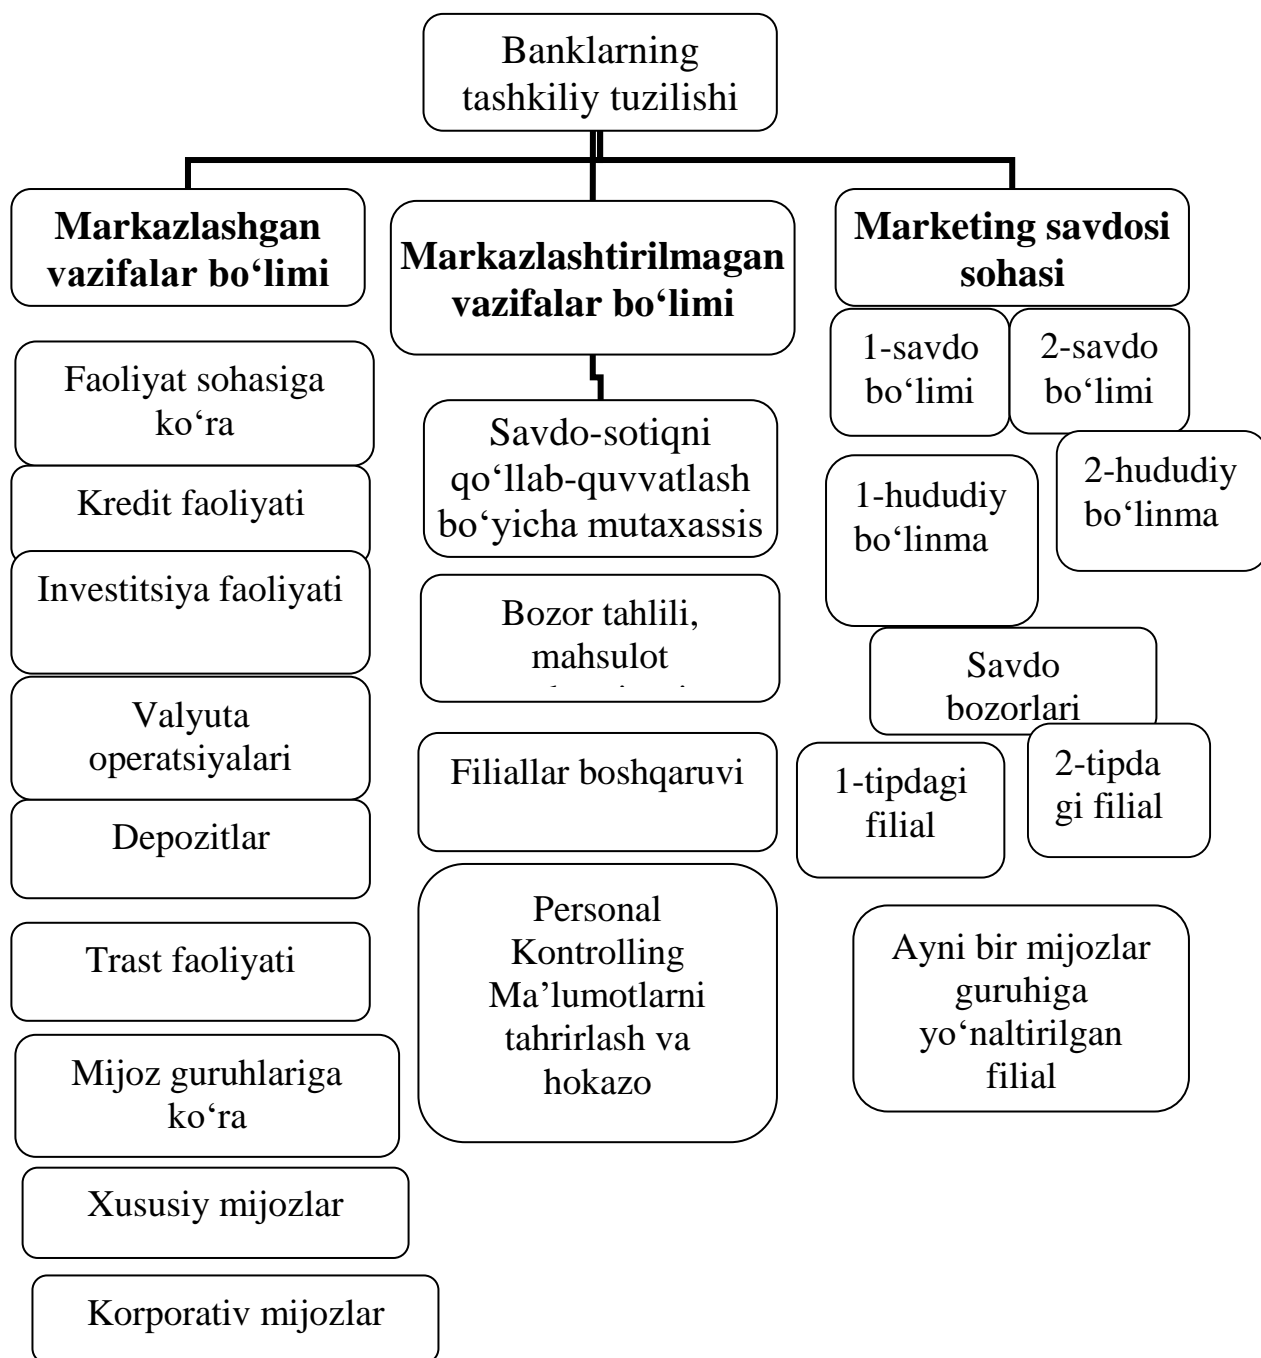 Banklarning
tashkiliy tuzilishi
Markazlashgan
vazifalar bo‘limi
Faoliyat sohasiga
ko‘ra
Kredit faoliyati
Investitsiya faoliyati
Valyuta
operatsiyalari
Depozitlar
Trast faoliyati
Mijoz guruhlariga
ko‘ra
Xususiy mijozlar
Korporativ mijozlar
Markazlashtirilmagan
vazifalar bo‘limi
Savdo-sotiqni
qo‘llab-quvvatlash
bo‘yicha mutaxassis
Bozor tahlili,
mahsulot
Filiallar boshqaruvi
Personal
Kontrolling
Ma’lumotlarni
tahrirlash va
hokazo
Marketing savdosi
sohasi
1-savdo
bo‘limi
2-savdo
bo‘limi
1-hududiy
bo‘linma
2-hududiy
bo‘linma
Savdo
bozorlari
1-tipdagi
filial
2-tipda
gi filial
Ayni bir mijozlar
guruhiga
yo‘naltirilgan
filial